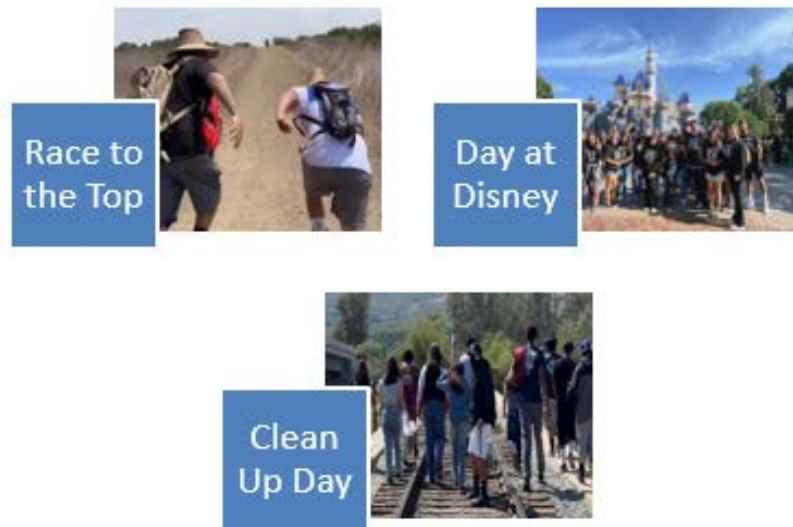 Race to
the Top
Day at
Disney
Clean
Up Day